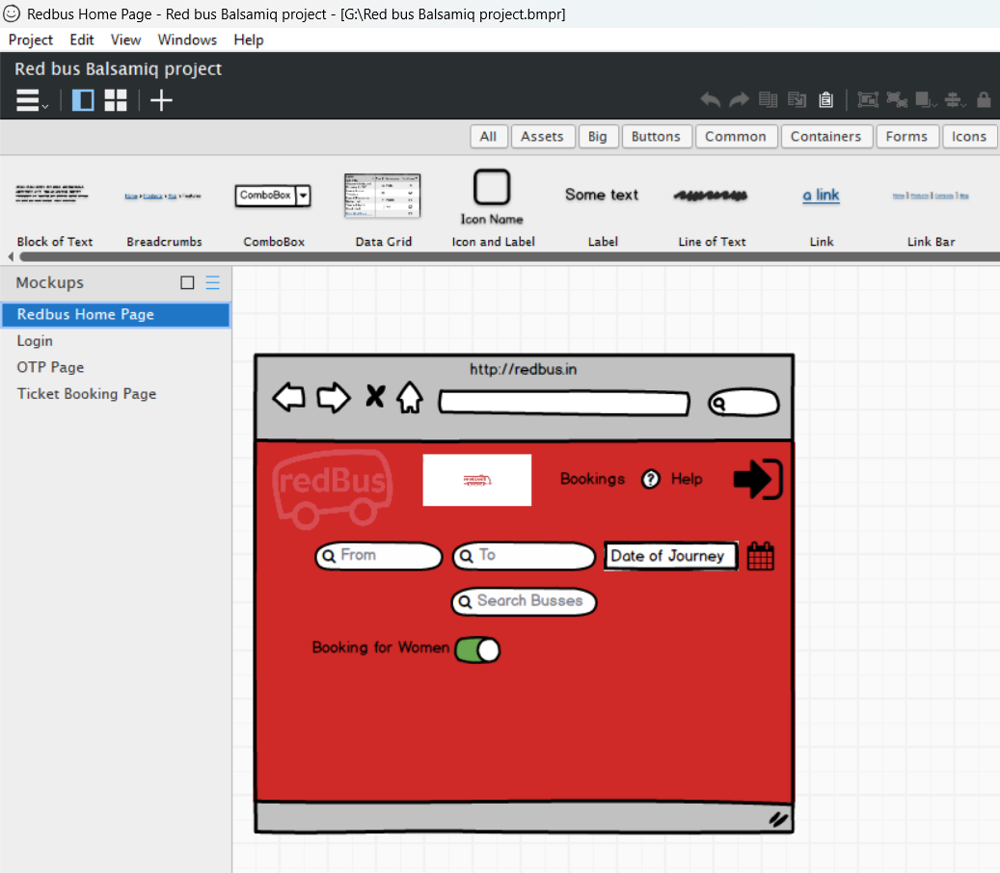 Redbus Home Page - Red bus Balsamiq project - [G:\Red bus Balsamiq project.bmpr]
Project Edit View Windows Help
Red bus Balsamiq project
All Assets Big Buttons Common Containers Forms Icons
ComboBox
Icon Name
Some text
a link
Block of Text Breadcrumbs ComboBox Data Grid Icon and Label Label Line of Text Link Link Bar
Mockups
Redbus Home Page
Login
OTP Page
Ticket Booking Page
http://redbus.in
redBus
Bookings ? Help
From To Date of Journey
Search Busses
Booking for Women